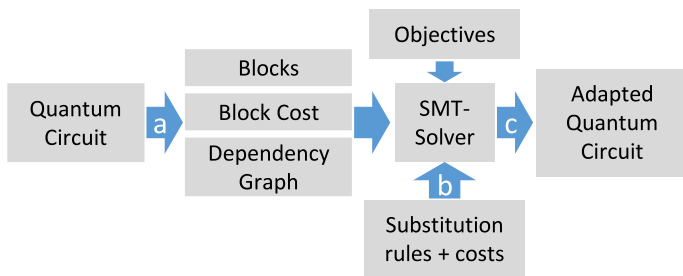 Quantum
Circuit
a
Blocks
Block Cost
Dependency
Graph
Objectives
SMT-
Solver
b
Substitution
rules + costs
c
Adapted
Quantum
Circuit